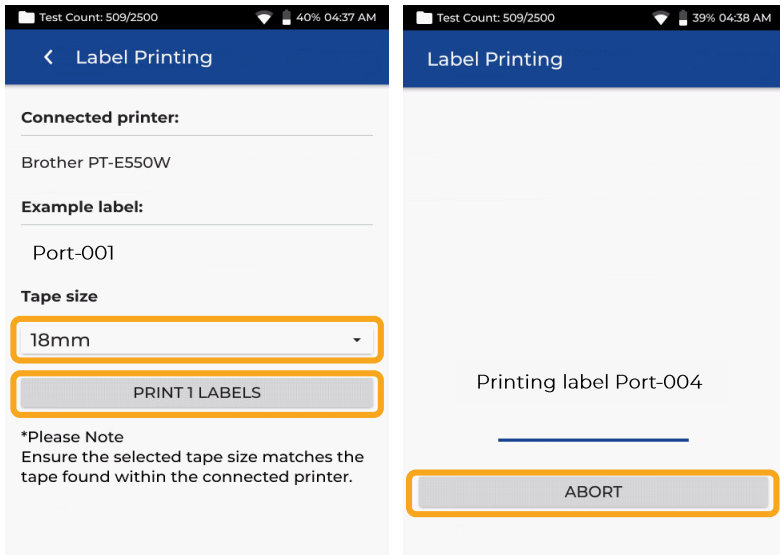 Test Count: 509/2500 40% 04:37 AM
Label Printing
Connected printer:
Brother PT-E550W
Example label:
Port-001
Tape size
18mm
PRINT 1 LABELS
*Please Note
Ensure the selected tape size matches the
tape found within the connected printer.
Test Count: 509/2500 39% 04:38 AM
Label Printing
Printing label Port-004
ABORT